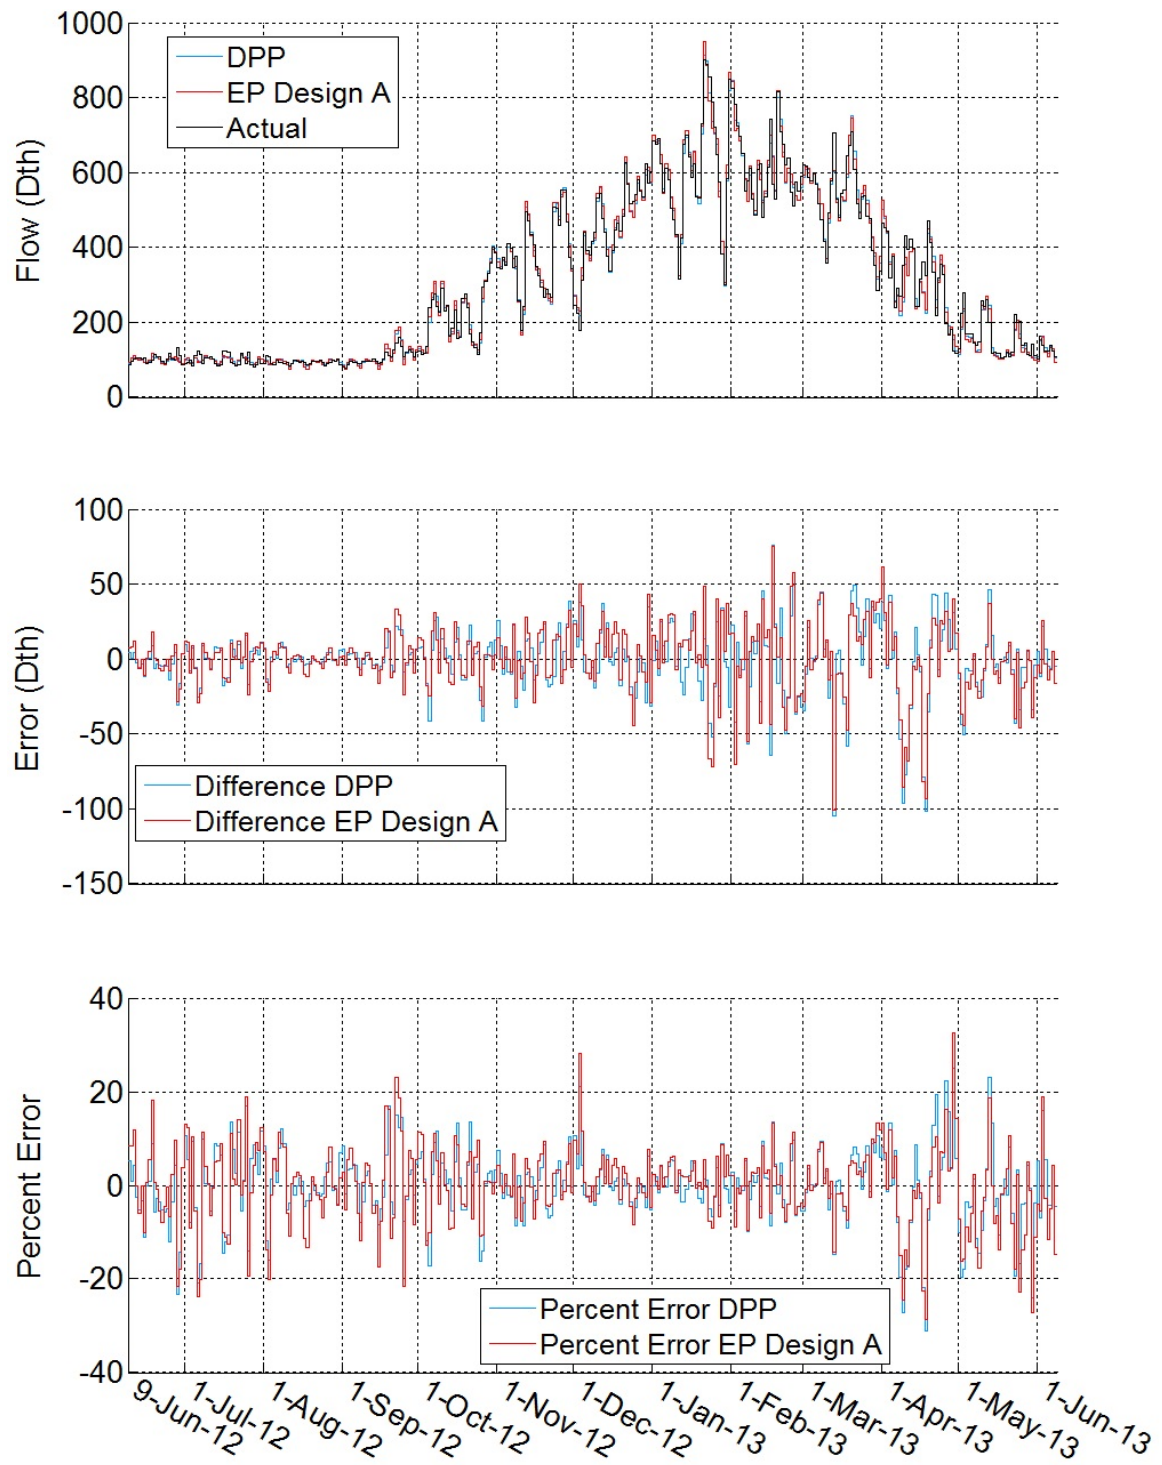 1000
800
600
400
200
0
Flow (Dth)
DPP
EP Design A
Actual
100
50
0
-50
-100
-150
Error (Dth)
Difference DPP
Difference EP Design A
40
20
0
-20
-40
Percent Error
Percent Error DPP
Percent Error EP Design A
9-Jun-12
1-Jul-12
1-Aug-12
1-Sep-12
1-Oct-12
1-Nov-12
1-Dec-12
1-Jan-13
1-Feb-13
1-Mar-13
1-Apr-13
1-May-13
1-Jun-13